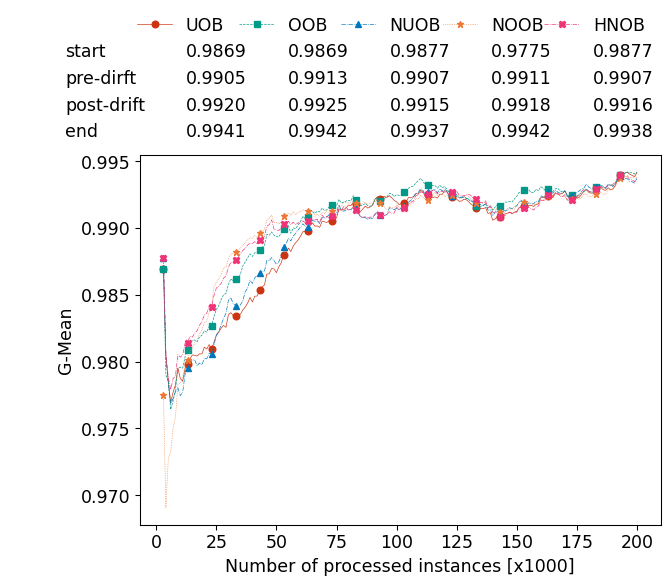 UOB OOB NUOB NOOB HNOB
start 0.9869 0.9869 0.9877 0.9775 0.9877
pre-dirft 0.9905 0.9913 0.9907 0.9911 0.9907
post-drift 0.9920 0.9925 0.9915 0.9918 0.9916
end 0.9941 0.9942 0.9937 0.9942 0.9938
0.995
0.990
0.985
0.980
0.975
0.970
G-Mean
0 25 50 75 100 125 150 175 200
Number of processed instances [x1000]